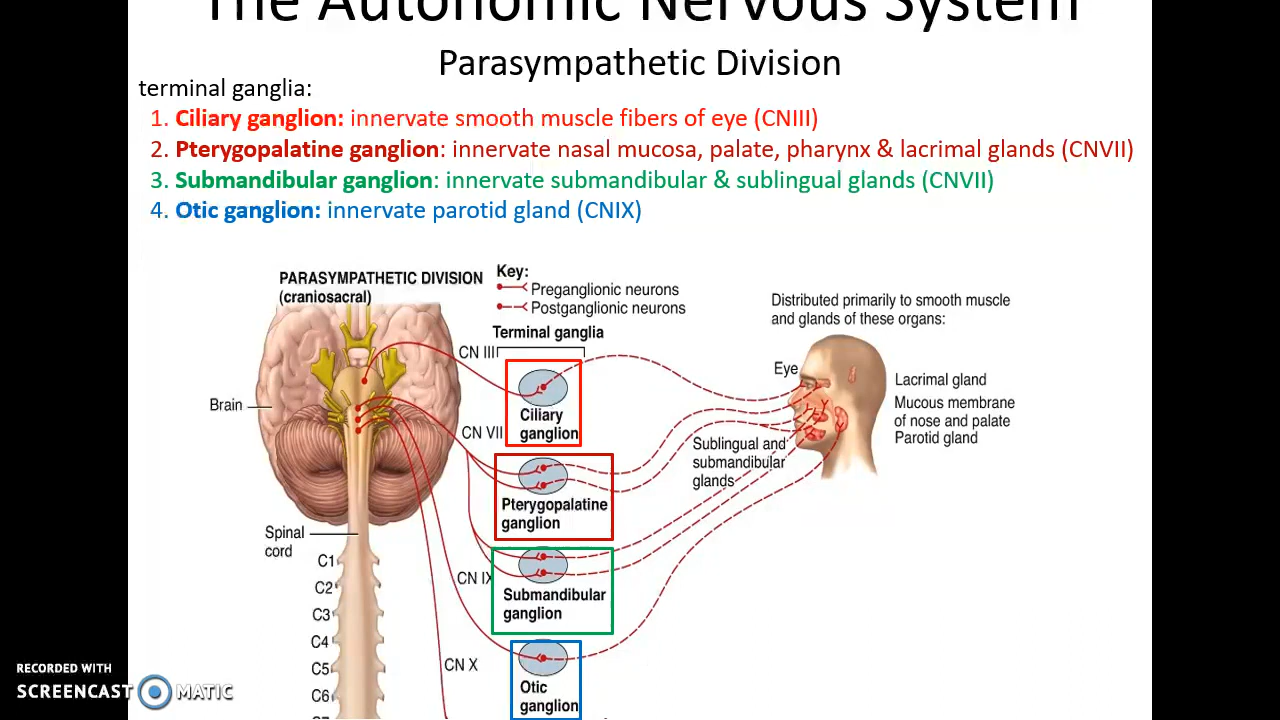 The Autonomic Nervous System
Parasympathetic Division
terminal ganglia:
1. Ciliary ganglion: innervate smooth muscle fibers of eye (CNIII)
2. Pterygopalatine ganglion: innervate nasal mucosa, palate, pharynx & lacrimal glands (CNVII)
3. Submandibular ganglion: innervate submandibular & sublingual glands (CNVII)
4. Otic ganglion: innervate parotid gland (CNIX)
PARASYMPATHETIC DIVISION
(craniosacral)
Key:
Preganglionic neurons
Postganglionic neurons
Terminal ganglia
Distributed primarily to smooth muscle
and glands of these organs:
CN III
Eye
Lacrimal gland
Mucous membrane
of nose and palate
Parotid gland
Brain
Ciliary
ganglion
CN VII
Sublingual and
submandibular
glands
Pterygopalatine
ganglion
Spinal
cord
C1
C2
C3
C4
C5
C6
CN IX
Submandibular
ganglion
CN X
Otic
ganglion
RECORDED WITH
SCREENCAST MATIC